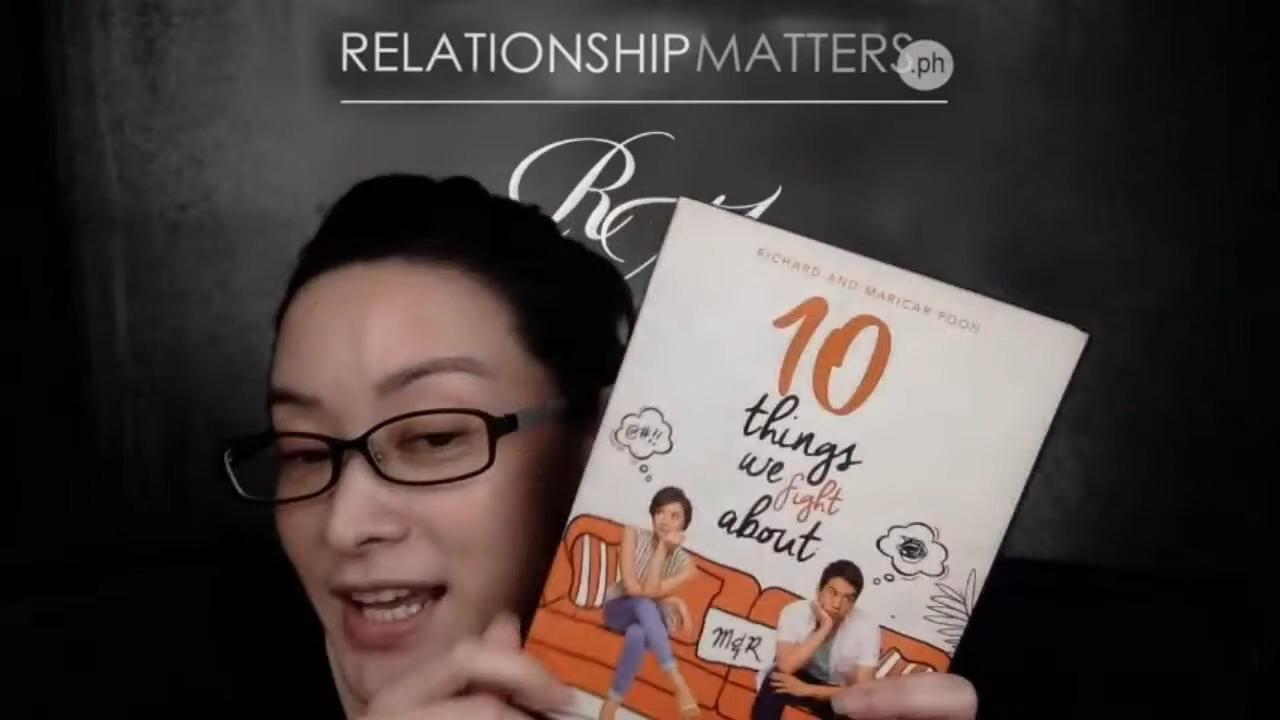 RELATIONSHIPMATTERS.ph
R
RICHARD AND MARICAR POON
10
things
we fight
about
@#!!
M&R